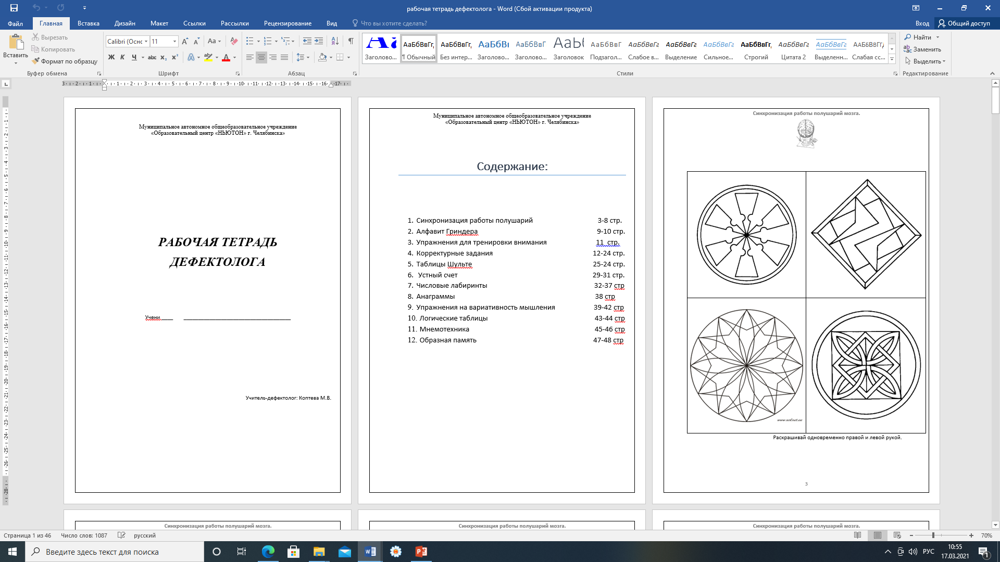 рабочая тетрадь дефектолога - Word (Сбой активации продукта)
Файл Главная Вставка Дизайн Макет Ссылки Рассылки Рецензирование Вид Что вы хотите сделать? Вход Общий доступ
Вставить
Вырезать
Копировать
Формат по образцу
Буфер обмена
Calibri (Оснс 11
Шрифт
Абзац
Заголово... ¶ Обычный Без интер... Заголово... Заголово... Заголовок Подзагол... Слабое в... Выделение Сильное... Строгий Цитата 2 Выделенн... Слабая сс...
Стили
Найти
Заменить
Выделить
Редактирование
Муниципальное автономное общеобразовательное учреждение
«Образовательный центр «НЬЮТОН» г. Челябинска»
РАБОЧАЯ ТЕТРАДЬ
ДЕФЕКТОЛОГА
Учени____ ______________________________________
Учитель-дефектолог: Коптева М.В.
Муниципальное автономное общеобразовательное учреждение
«Образовательный центр «НЬЮТОН» г. Челябинска»
Содержание:
1. Синхронизация работы полушарий 3-8 стр.
2. Алфавит Гриндера 9-10 стр.
3. Упражнения для тренировки внимания 11 стр.
4. Корректурные задания 12-24 стр.
5. Таблицы Шульте 25-24 стр.
6. Устный счет 29-31 стр.
7. Числовые лабиринты 32-37 стр
8. Анаграммы 38 стр
9. Упражнения на вариативность мышления 39-42 стр
10. Логические таблицы 43-44 стр
11. Мнемотехника 45-46 стр
12. Образная память 47-48 стр
Синхронизация работы полушарий мозга.
www.solnet.ee
Раскрашивай одновременно правой и левой рукой.
3
Синхронизация работы полушарий мозга.
Синхронизация работы полушарий мозга.
Синхронизация работы полушарий мозга.
Страница 1 из 46 Число слов: 1087 русский 70%
Введите здесь текст для поиска
РУС
10:55
17.03.2021
1